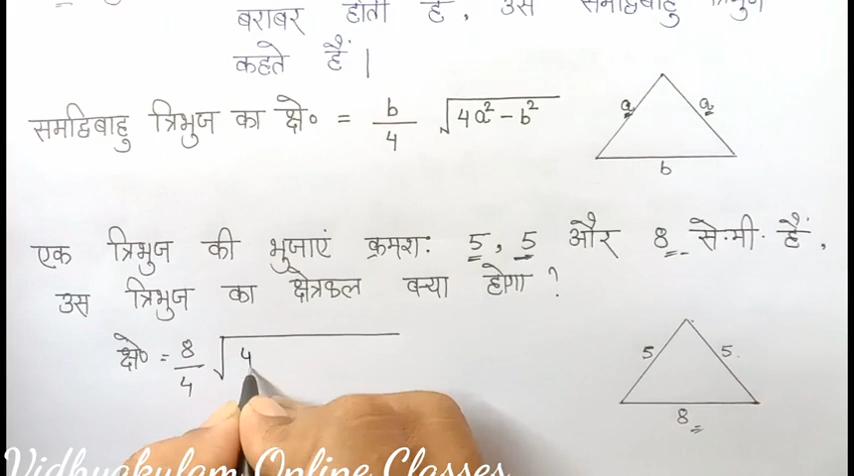 बराबर होती है, उसे समद्विबाहु त्रिभुज
कहते हैं |
समद्विबाहु त्रिभुज का क्षे० = b/4 √(4a² - b²)
a a
b
एक त्रिभुज की भुजाएं क्रमशः 5, 5 और 8 से.मी. हैं,
उस त्रिभुज का क्षेत्रफल क्या होगा ?
क्षे० = 8/4 √4
5 5.
8
Vidhyakulam Online Classes